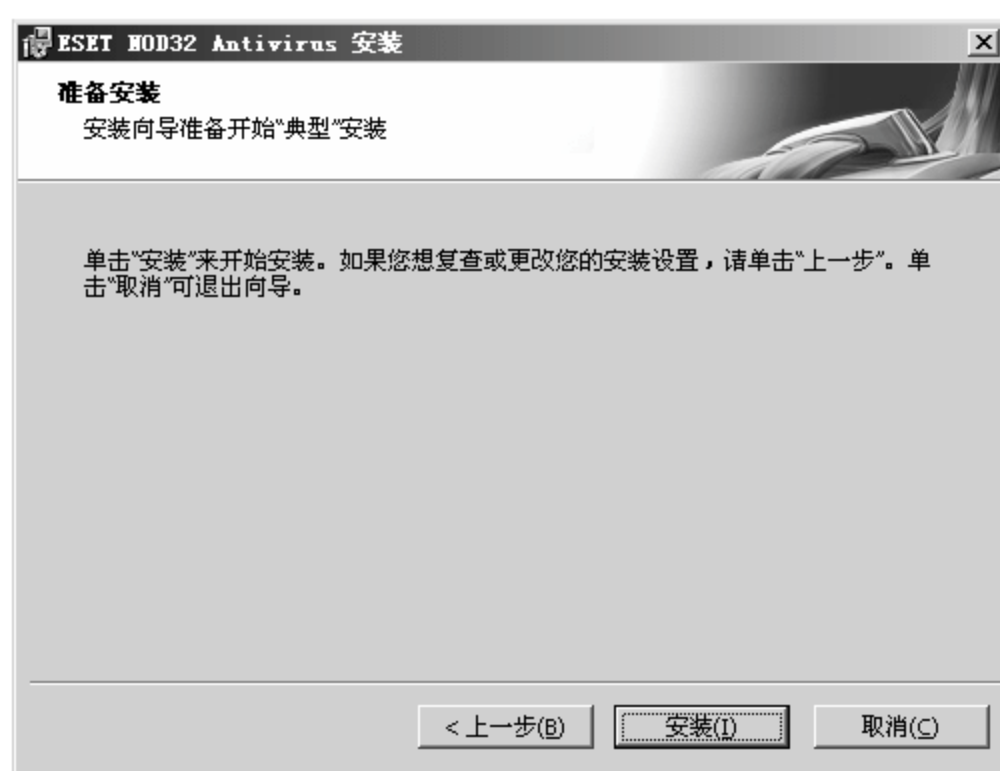 ESET NOD32 Antivirus 安装
准备安装
安装向导准备开始"典型"安装
单击"安装"来开始安装。如果您想复查或更改您的安装设置，请单击"上一步"。单
击"取消"可退出向导。
< 上一步(B)
安装(I)
取消(C)